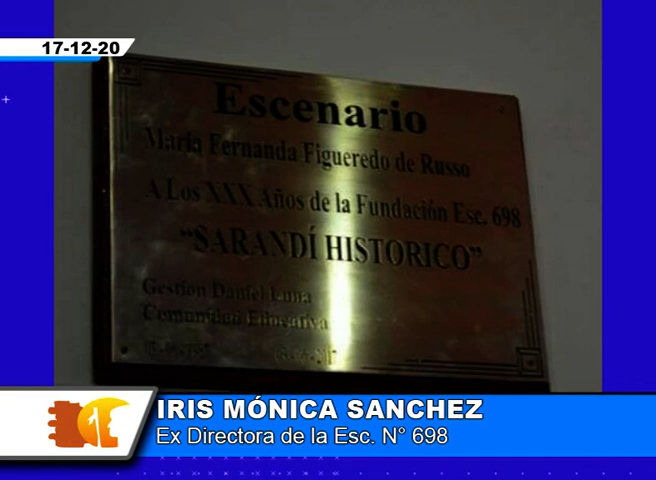 17-12-20
Escenario
Maria Fernanda Figueredo de Russo
A Los XXX Años de la Fundación Esc. 698
"SARANDÍ HISTORICO"
Gestion Daniel Luna
Comunidad Educativa
IRIS MÓNICA SANCHEZ
Ex Directora de la Esc. N° 698